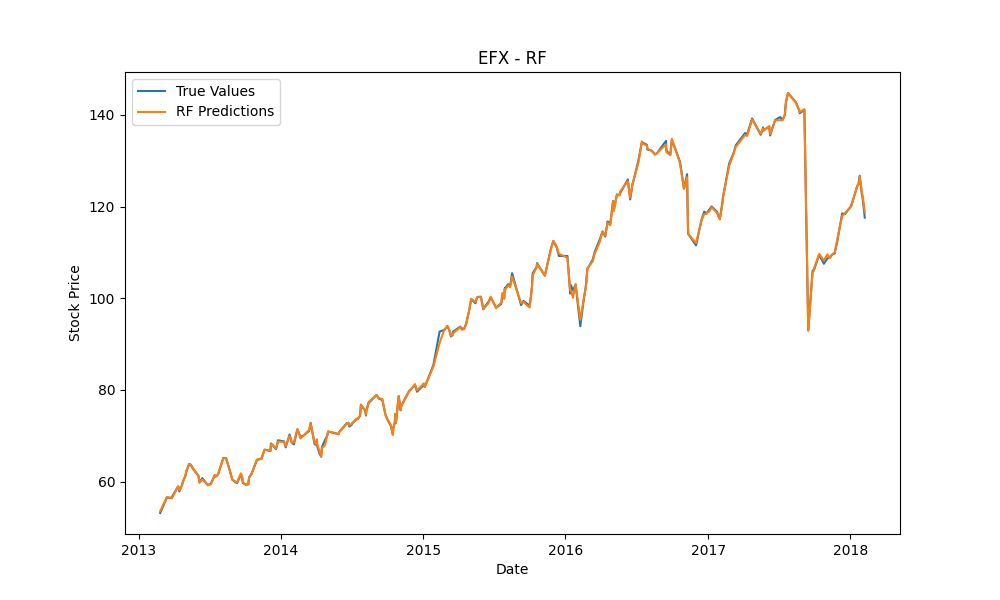 EFX - RF
True Values
RF Predictions
140
120
100
80
60
Stock Price
2013
2014
2015
2016
2017
2018
Date